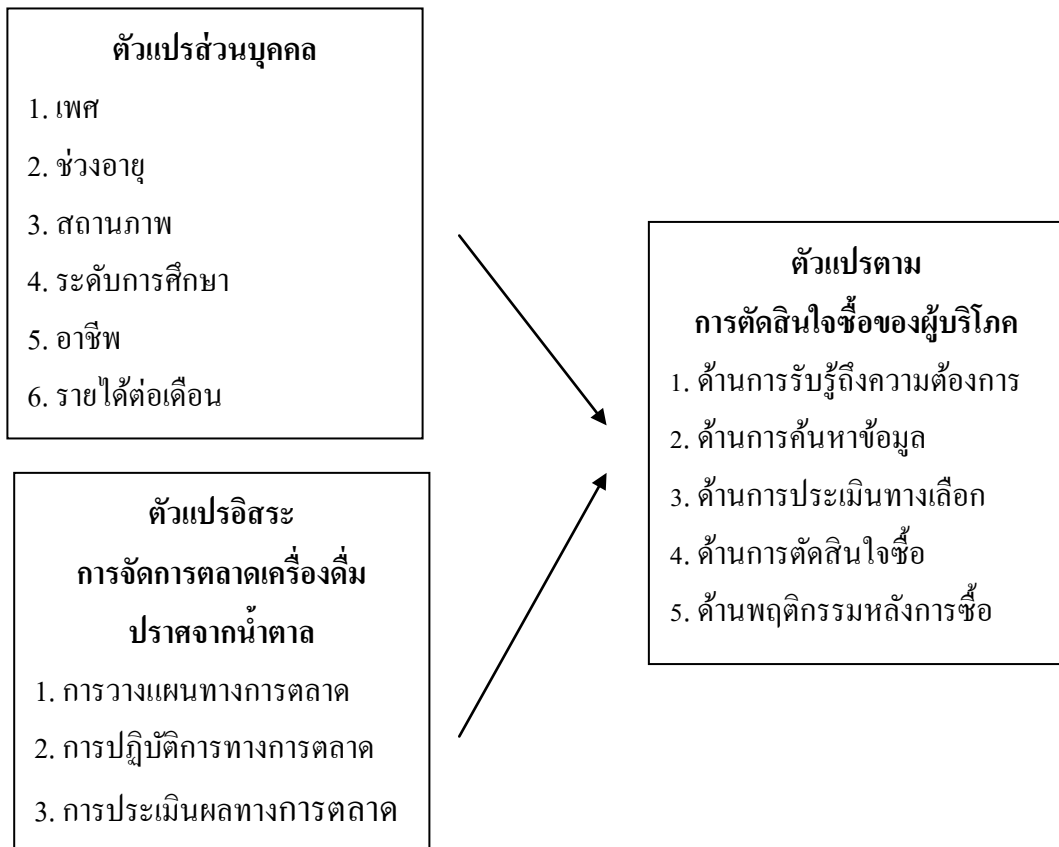 ตัวแปรส่วนบุคคล
1. เพศ
2. ช่วงอายุ
3. สถานภาพ
4. ระดับการศึกษา
5. อาชีพ
6. รายได้ต่อเดือน
ตัวแปรอิสระ
การจัดการตลาดเครื่องดื่ม
ปราศจากน้ำตาล
1. การวางแผนทางการตลาด
2. การปฏิบัติการทางการตลาด
3. การประเมินผลทางการตลาด
ตัวแปรตาม
การตัดสินใจซื้อของผู้บริโภค
1. ด้านการรับรู้ถึงความต้องการ
2. ด้านการค้นหาข้อมูล
3. ด้านการประเมินทางเลือก
4. ด้านการตัดสินใจซื้อ
5. ด้านพฤติกรรมหลังการซื้อ